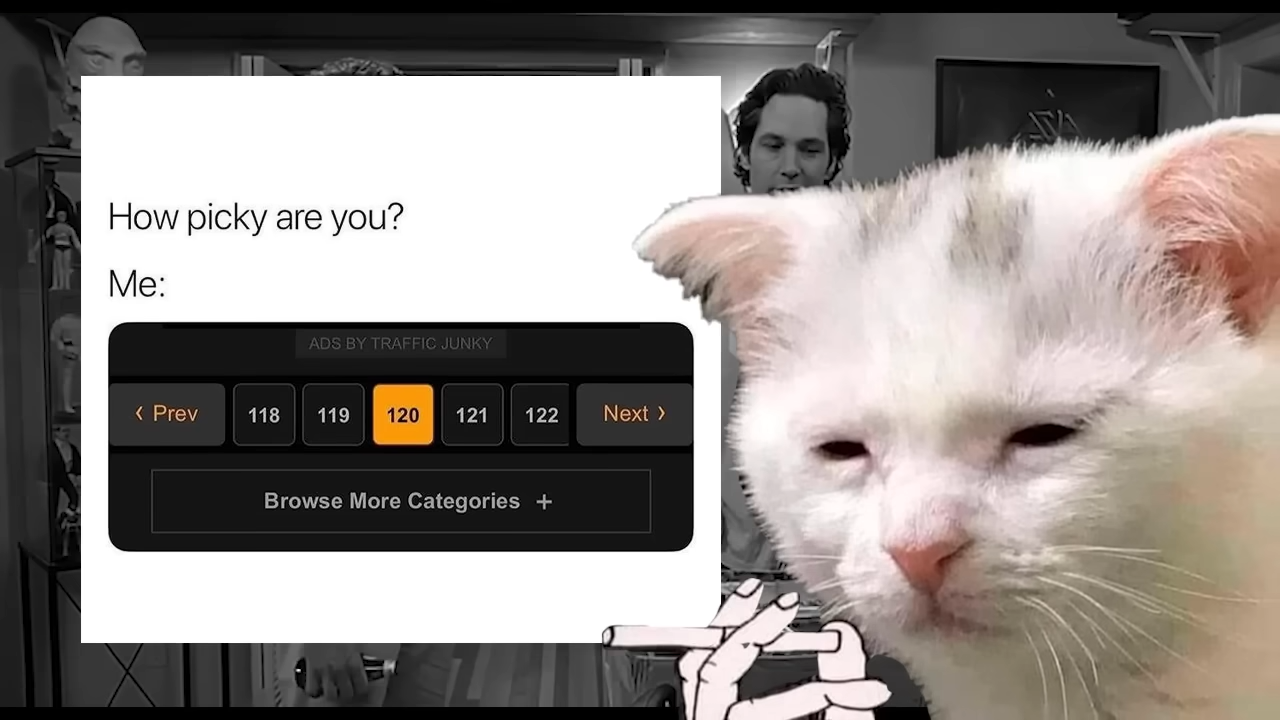 How picky are you?
Me:
ADS BY TRAFFIC JUNKY
‹ Prev 118 119 120 121 122 Next ›
Browse More Categories +